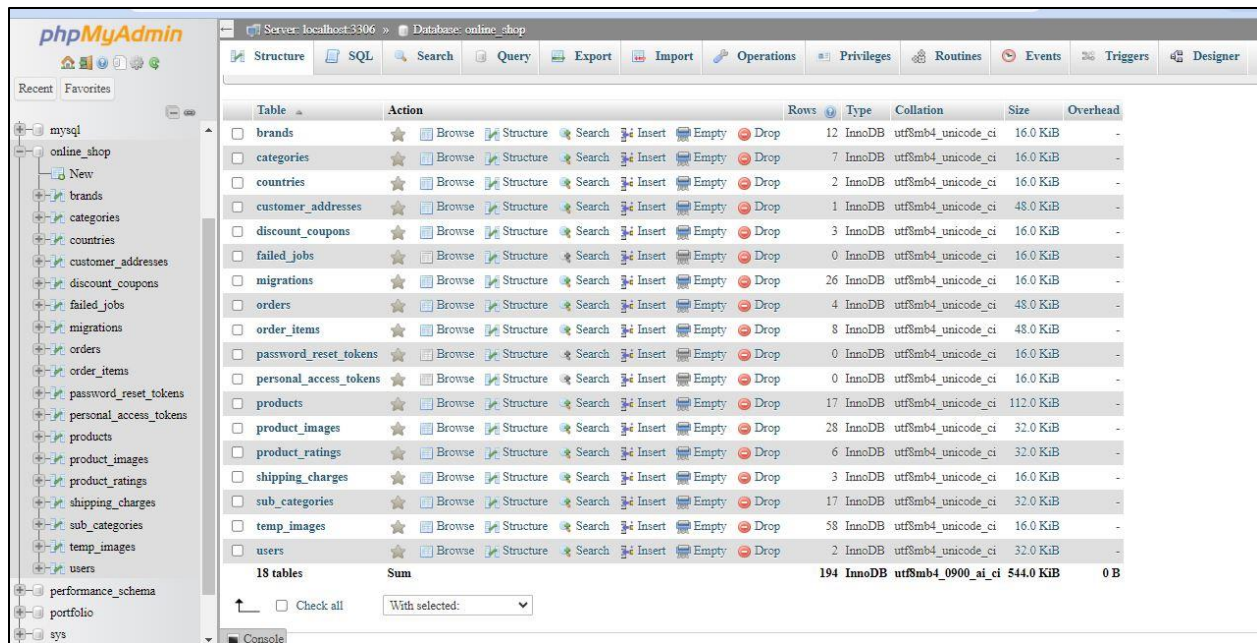 phpMyAdmin
Recent Favorites
mysql
online_shop
New
brands
categories
countries
customer_addresses
discount_coupons
failed_jobs
migrations
orders
order_items
password_reset_tokens
personal_access_tokens
products
product_images
product_ratings
shipping_charges
sub_categories
temp_images
users
performance_schema
portfolio
sys
Server: localhost:3306 » Database: online_shop
Structure SQL Search Query Export Import Operations Privileges Routines Events Triggers Designer
Table Action Rows Type Collation Size Overhead
brands Browse Structure Search Insert Empty Drop 12 InnoDB utf8mb4_unicode_ci 16.0 KiB -
categories Browse Structure Search Insert Empty Drop 7 InnoDB utf8mb4_unicode_ci 16.0 KiB -
countries Browse Structure Search Insert Empty Drop 2 InnoDB utf8mb4_unicode_ci 16.0 KiB -
customer_addresses Browse Structure Search Insert Empty Drop 1 InnoDB utf8mb4_unicode_ci 48.0 KiB -
discount_coupons Browse Structure Search Insert Empty Drop 3 InnoDB utf8mb4_unicode_ci 16.0 KiB -
failed_jobs Browse Structure Search Insert Empty Drop 0 InnoDB utf8mb4_unicode_ci 16.0 KiB -
migrations Browse Structure Search Insert Empty Drop 26 InnoDB utf8mb4_unicode_ci 16.0 KiB -
orders Browse Structure Search Insert Empty Drop 4 InnoDB utf8mb4_unicode_ci 48.0 KiB -
order_items Browse Structure Search Insert Empty Drop 8 InnoDB utf8mb4_unicode_ci 48.0 KiB -
password_reset_tokens Browse Structure Search Insert Empty Drop 0 InnoDB utf8mb4_unicode_ci 16.0 KiB -
personal_access_tokens Browse Structure Search Insert Empty Drop 0 InnoDB utf8mb4_unicode_ci 16.0 KiB -
products Browse Structure Search Insert Empty Drop 17 InnoDB utf8mb4_unicode_ci 112.0 KiB -
product_images Browse Structure Search Insert Empty Drop 28 InnoDB utf8mb4_unicode_ci 32.0 KiB -
product_ratings Browse Structure Search Insert Empty Drop 6 InnoDB utf8mb4_unicode_ci 32.0 KiB -
shipping_charges Browse Structure Search Insert Empty Drop 3 InnoDB utf8mb4_unicode_ci 16.0 KiB -
sub_categories Browse Structure Search Insert Empty Drop 17 InnoDB utf8mb4_unicode_ci 32.0 KiB -
temp_images Browse Structure Search Insert Empty Drop 58 InnoDB utf8mb4_unicode_ci 16.0 KiB -
users Browse Structure Search Insert Empty Drop 2 InnoDB utf8mb4_unicode_ci 32.0 KiB -
18 tables Sum 194 InnoDB utf8mb4_0900_ai_ci 544.0 KiB 0 B
Check all With selected:
Console